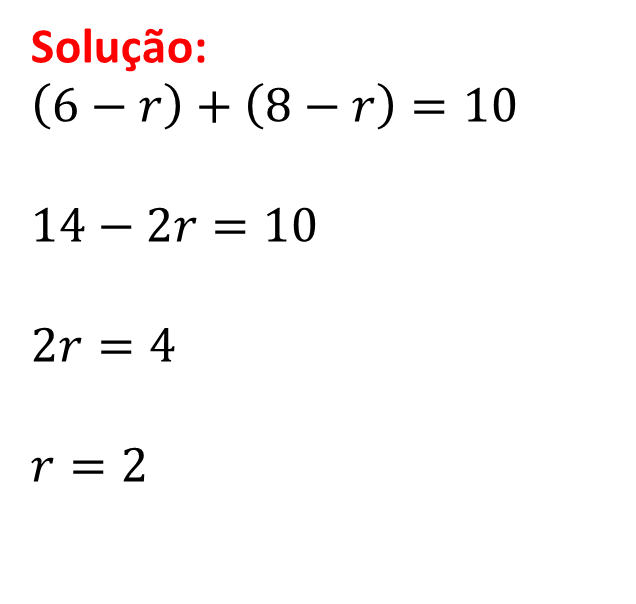 Solução:
(6 − r) + (8 − r) = 10
14 − 2r = 10
2r = 4
r = 2